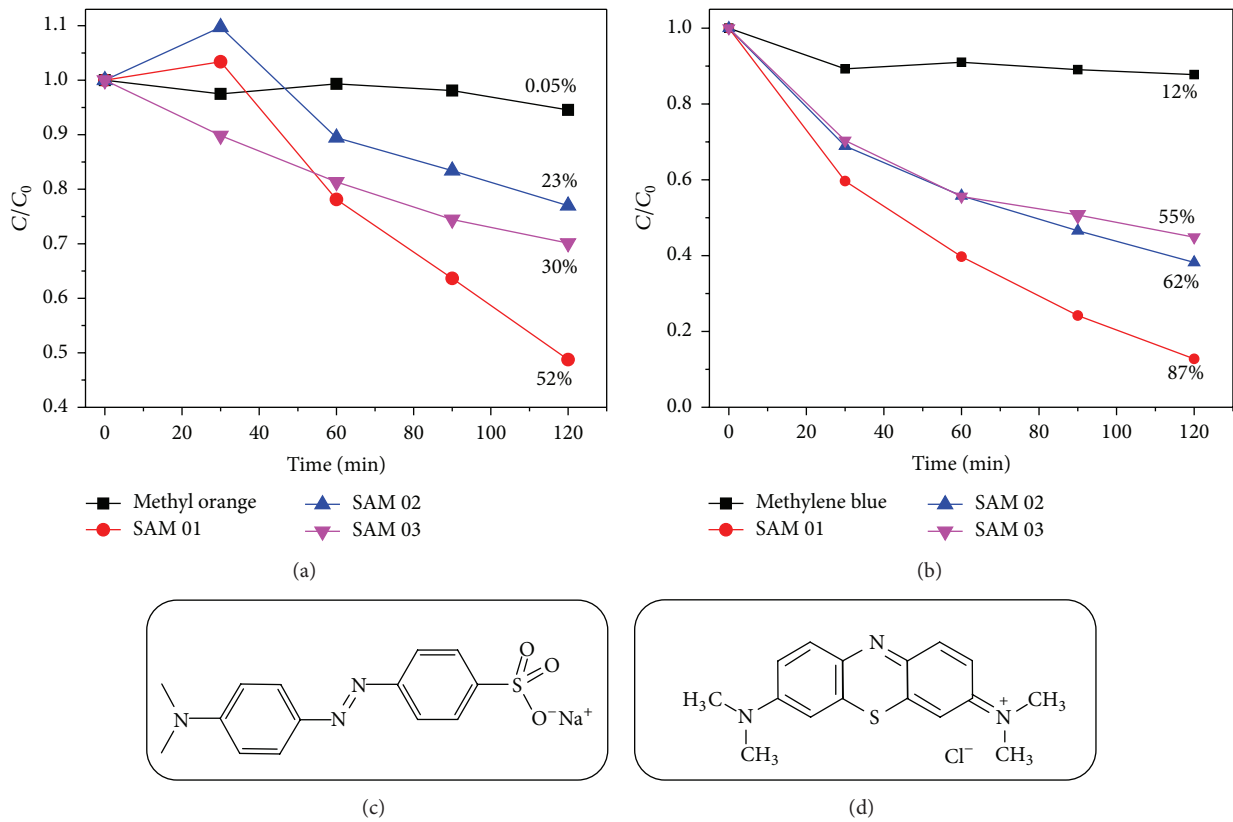 1.1
1.0
0.9
0.8
0.7
0.6
0.5
0.4
C/C₀
0 20 40 60 80 100 120
Time (min)
0.05%
23%
30%
52%
Methyl orange
SAM 01
SAM 02
SAM 03
(a)
1.0
0.8
0.6
0.4
0.2
0.0
C/C₀
0 20 40 60 80 100 120
Time (min)
12%
55%
62%
87%
Methylene blue
SAM 01
SAM 02
SAM 03
(b)
N
N
N
S
O
O
O⁻Na⁺
(c)
N
S
H₃C
N
CH₃
N⁺
CH₃
CH₃
Cl⁻
(d)